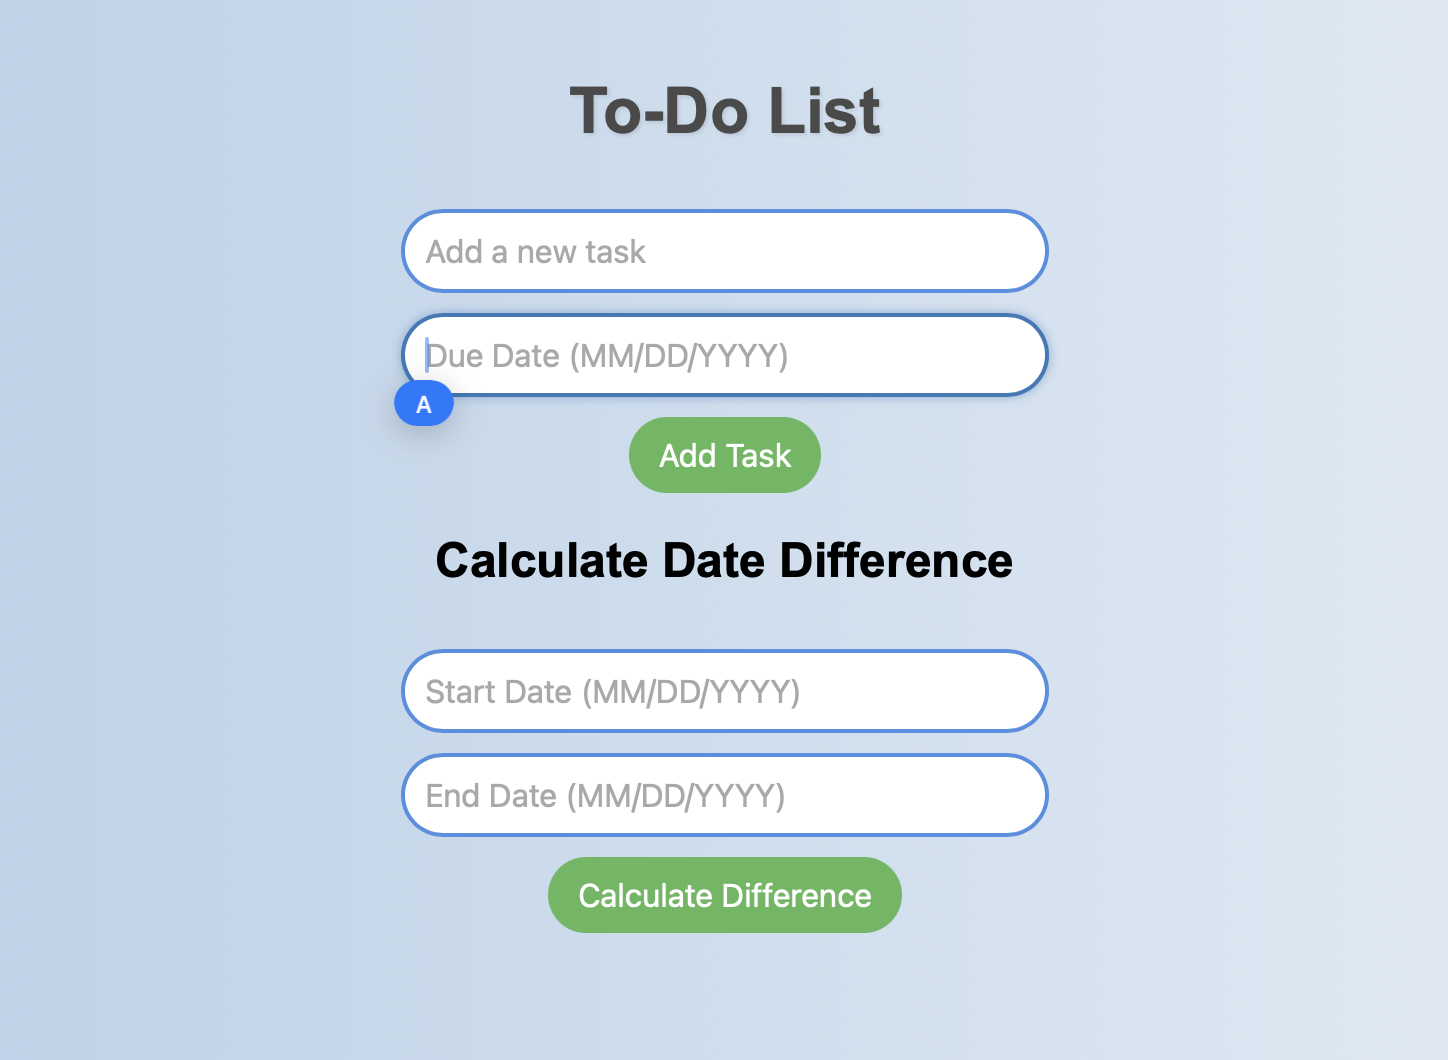 To-Do List
Add a new task
Due Date (MM/DD/YYYY)
A
Add Task
Calculate Date Difference
Start Date (MM/DD/YYYY)
End Date (MM/DD/YYYY)
Calculate Difference